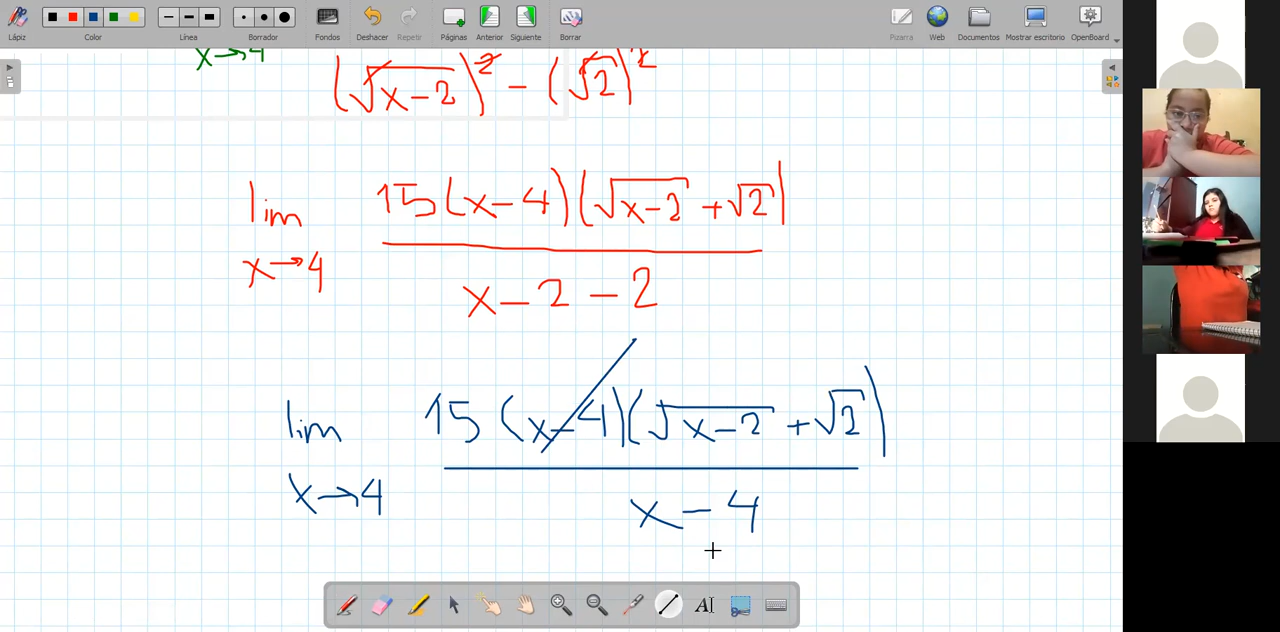 Lápiz Color Línea Borrador Fondos Deshacer Rehacer Páginas Anterior Siguiente Borrar Pizarra Web Documentos Mostrar escritorio OpenBoard
x→4
(√x-2)² - (√2)²
lim 15(x-4)(√x-2 + √2)
x→4 x-2-2
lim 15(x-4)(√x-2 + √2)
x→4 x-4